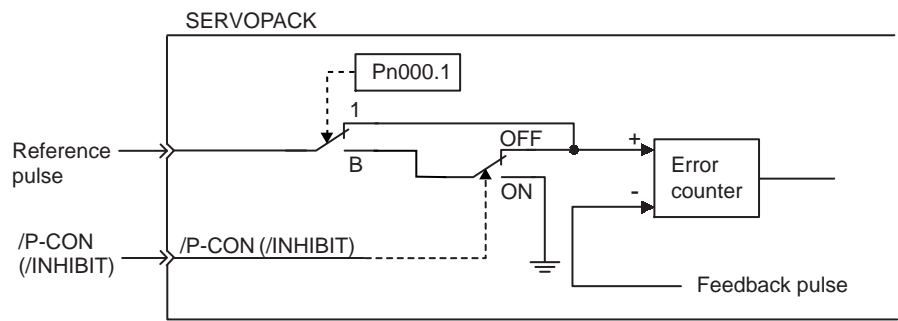 SERVOPACK
Pn000.1
1
OFF
+
Reference
pulse
B
Error
counter
ON
-
/P-CON
(/INHIBIT)
/P-CON (/INHIBIT)
Feedback pulse